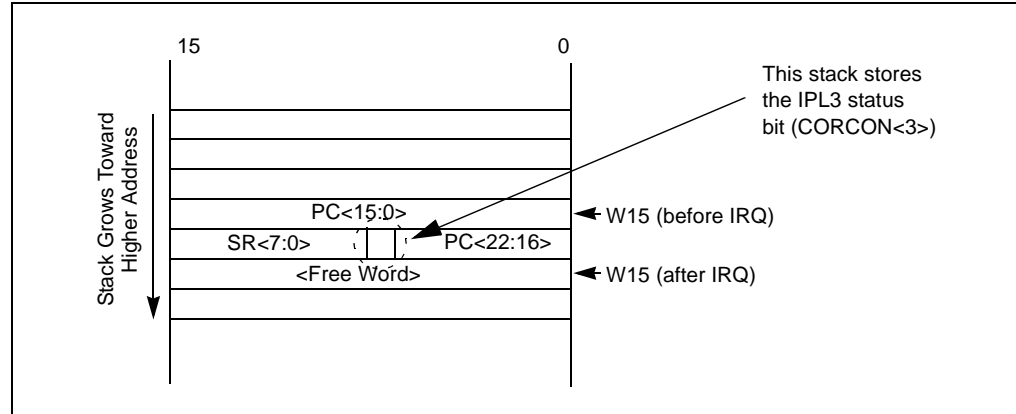 15
0
This stack stores
the IPL3 status
bit (CORCON<3>)
Stack Grows Toward
Higher Address
PC<15:0>
W15 (before IRQ)
SR<7:0>
PC<22:16>
<Free Word>
W15 (after IRQ)